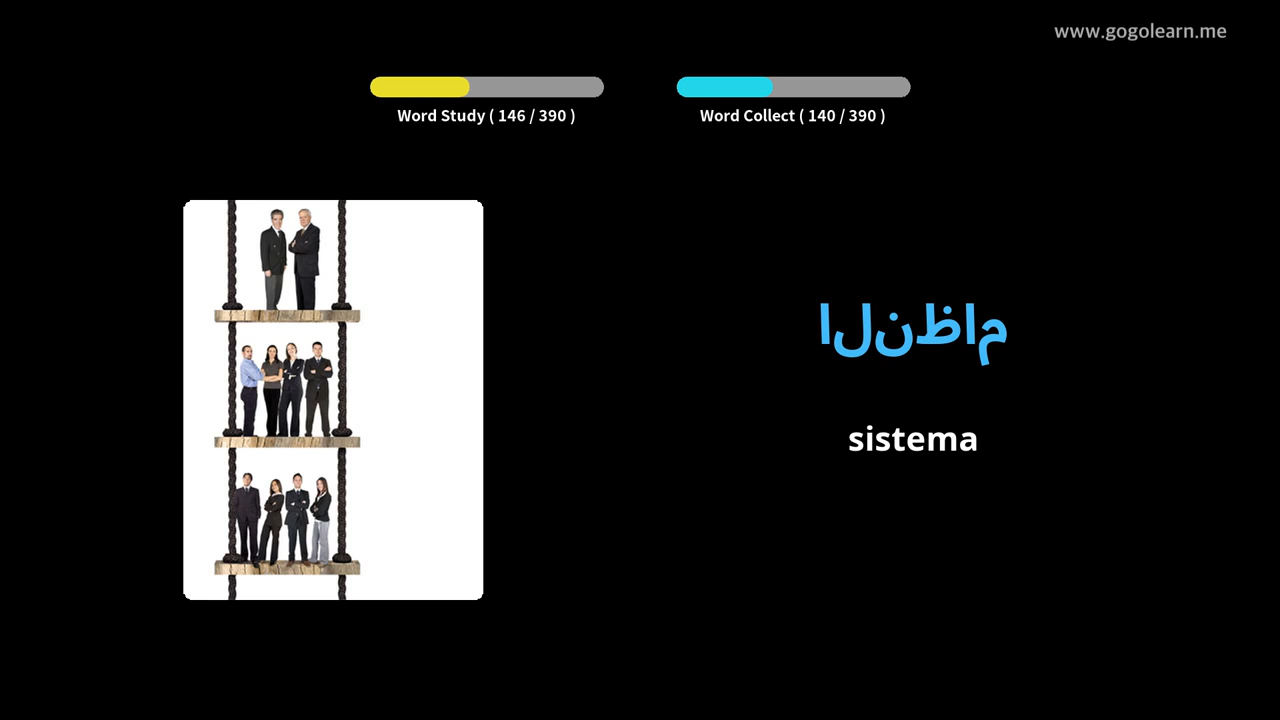 www.gogolearn.me
Word Study ( 146 / 390 )
Word Collect ( 140 / 390 )
النظام
sistema